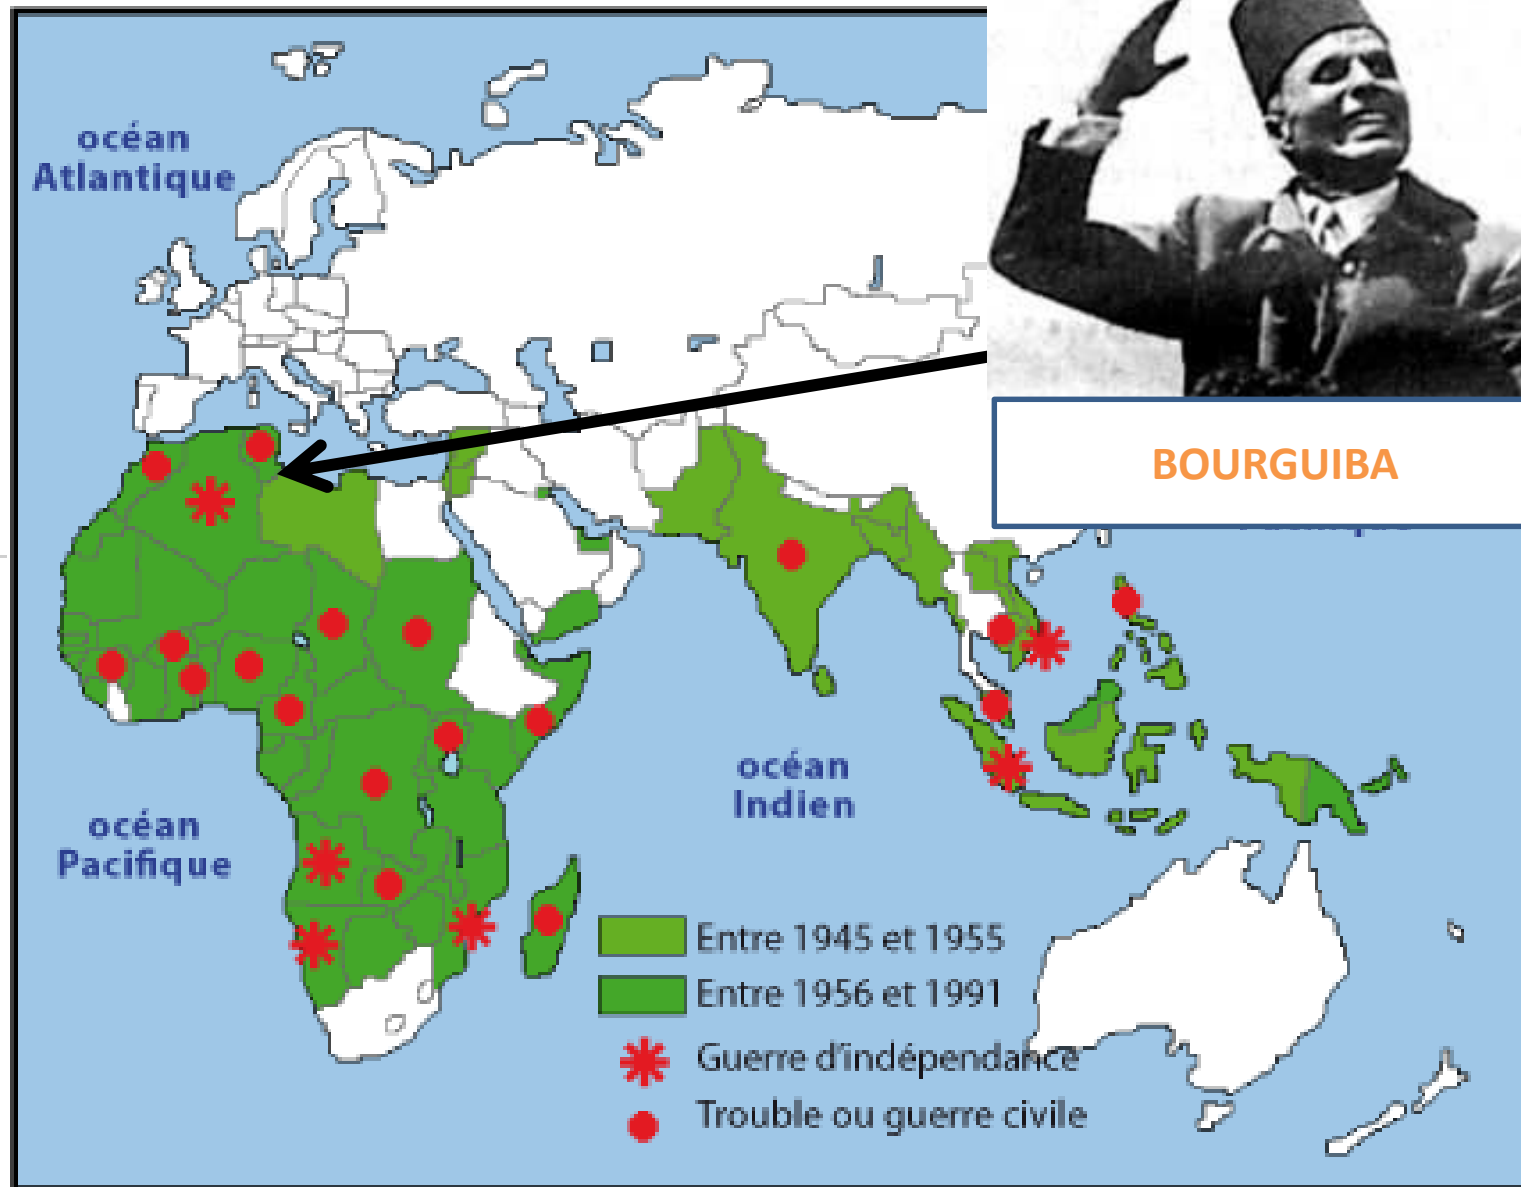 océan
Atlantique
BOURGUIBA
océan
Indien
océan
Pacifique
Entre 1945 et 1955
Entre 1956 et 1991
Guerre d'indépendance
Trouble ou guerre civile